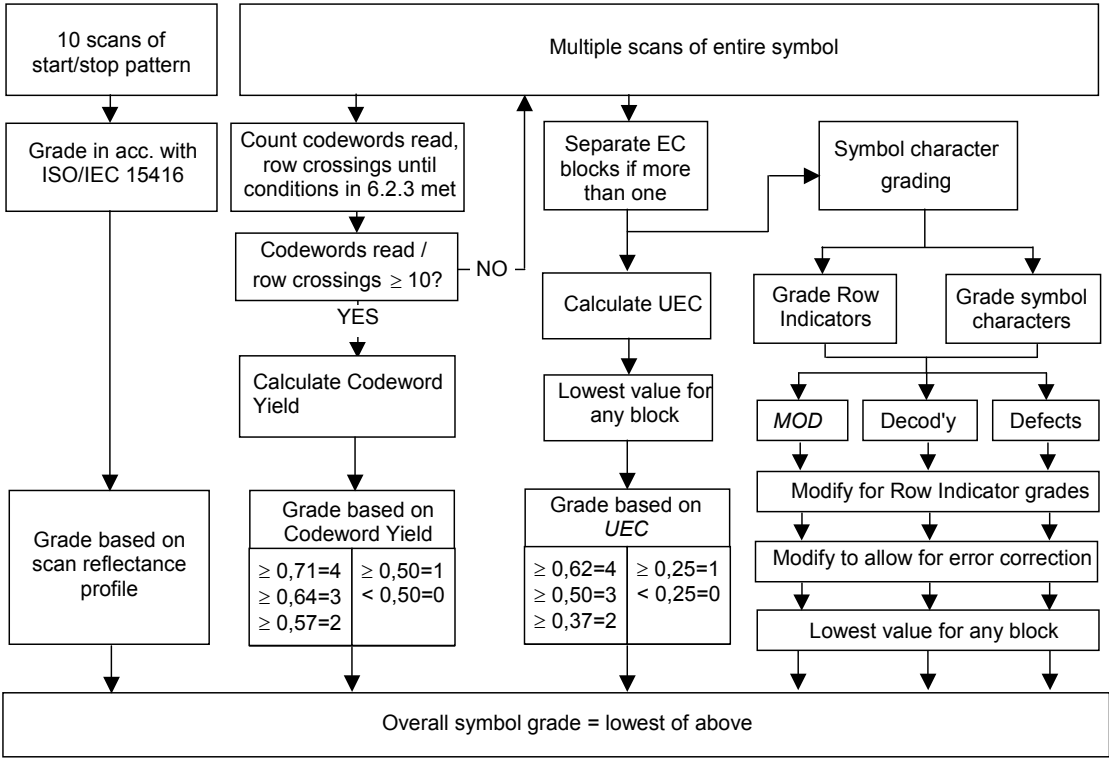 10 scans of
start/stop pattern
Multiple scans of entire symbol
Grade in acc. with
ISO/IEC 15416
Count codewords read,
row crossings until
conditions in 6.2.3 met
Separate EC
blocks if more
than one
Symbol character
grading
Codewords read /
row crossings ≥ 10?
NO
YES
Calculate UEC
Grade Row
Indicators
Grade symbol
characters
Calculate Codeword
Yield
Lowest value for
any block
MOD
Decod'y
Defects
Modify for Row Indicator grades
Grade based on
scan reflectance
profile
Grade based on
Codeword Yield
≥ 0,71=4
≥ 0,64=3
≥ 0,57=2
≥ 0,50=1
< 0,50=0
Grade based on
UEC
≥ 0,62=4
≥ 0,50=3
≥ 0,37=2
≥ 0,25=1
< 0,25=0
Modify to allow for error correction
Lowest value for any block
Overall symbol grade = lowest of above